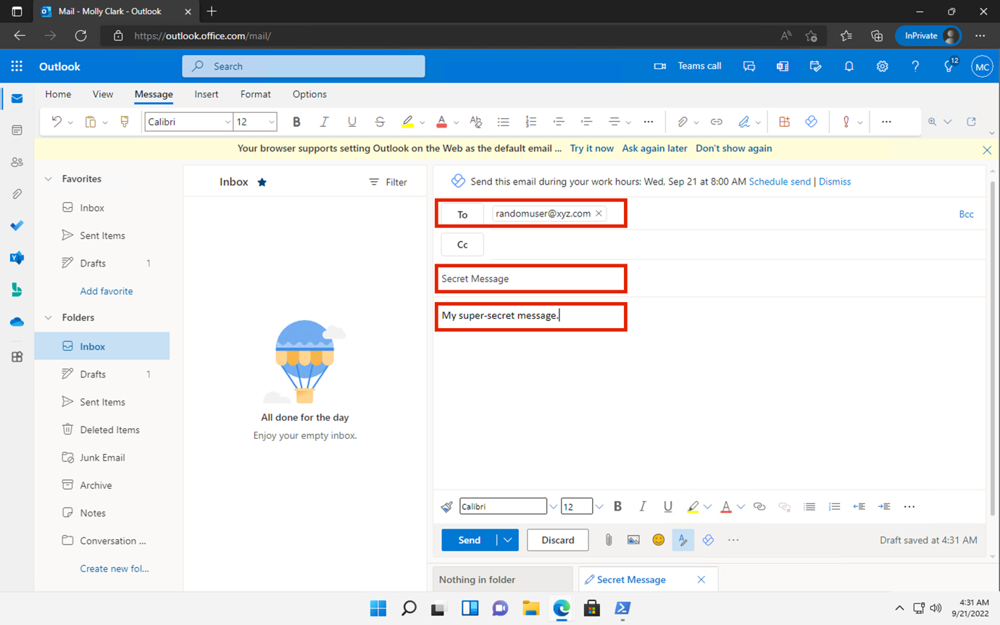 Mail - Molly Clark - Outlook
https://outlook.office.com/mail/
InPrivate
Outlook
Search
Teams call
12
MC
Home View Message Insert Format Options
Calibri 12
Your browser supports setting Outlook on the Web as the default email ... Try it now Ask again later Don't show again
Favorites
Inbox
Sent Items
Drafts 1
Add favorite
Folders
Inbox
Drafts 1
Sent Items
Deleted Items
Junk Email
Archive
Notes
Conversation ...
Create new fol...
Inbox Filter
All done for the day
Enjoy your empty inbox.
Send this email during your work hours: Wed, Sep 21 at 8:00 AM Schedule send | Dismiss
To randomuser@xyz.com Bcc
Cc
Secret Message
My super-secret message.
Calibri 12 B I U
Send Discard Draft saved at 4:31 AM
Nothing in folder Secret Message
4:31 AM
9/21/2022